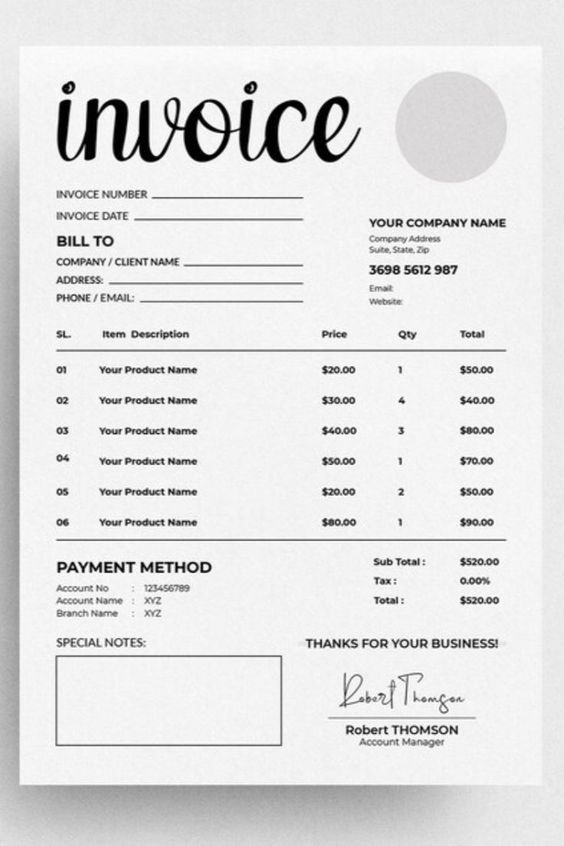 invoice
INVOICE NUMBER
INVOICE DATE
BILL TO
COMPANY / CLIENT NAME
ADDRESS:
PHONE / EMAIL:
YOUR COMPANY NAME
Company Address
Suite, State, Zip
3698 5612 987
Email:
Website:
SL. Item Description Price Qty Total
01 Your Product Name $20.00 1 $50.00
02 Your Product Name $30.00 4 $40.00
03 Your Product Name $40.00 3 $80.00
04 Your Product Name $50.00 1 $70.00
05 Your Product Name $20.00 2 $50.00
06 Your Product Name $80.00 1 $90.00
PAYMENT METHOD
Account No : 123456789
Account Name : XYZ
Branch Name : XYZ
Sub Total : $520.00
Tax : 0.00%
Total : $520.00
SPECIAL NOTES:
THANKS FOR YOUR BUSINESS!
Robert Thomson
Robert THOMSON
Account Manager